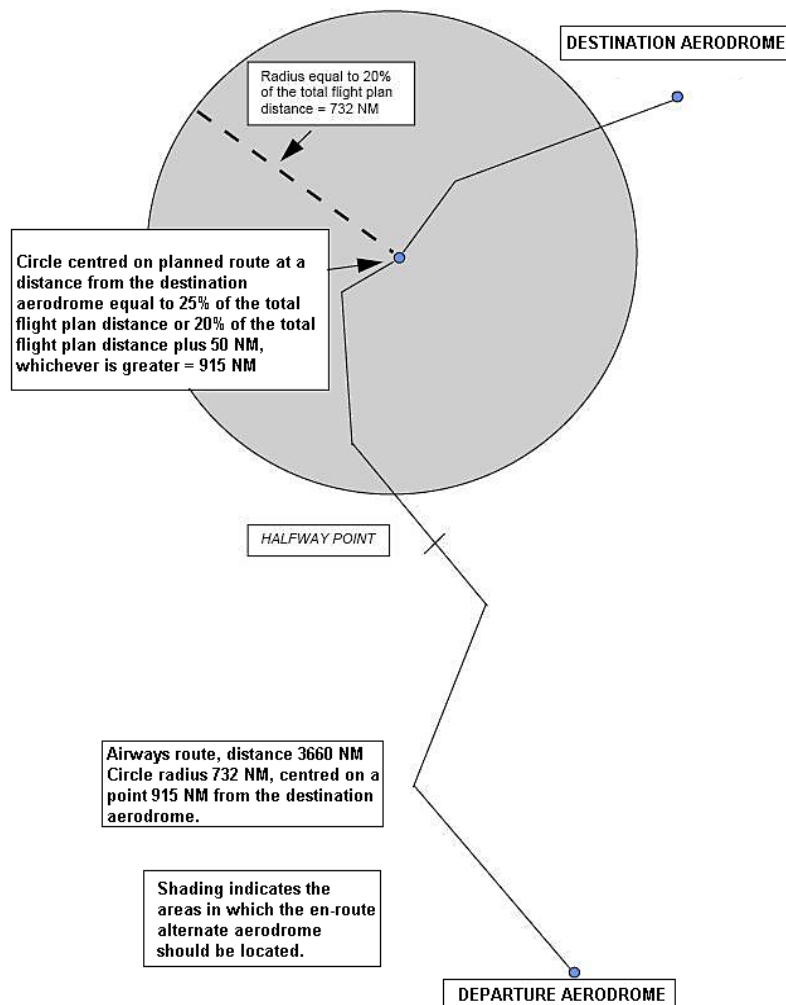 DESTINATION AERODROME
Radius equal to 20%
of the total flight plan
distance = 732 NM
Circle centred on planned route at a
distance from the destination
aerodrome equal to 25% of the total
flight plan distance or 20% of the total
flight plan distance plus 50 NM,
whichever is greater = 915 NM
HALFWAY POINT
Airways route, distance 3660 NM
Circle radius 732 NM, centred on a
point 915 NM from the destination
aerodrome.
Shading indicates the
areas in which the en-route
alternate aerodrome
should be located.
DEPARTURE AERODROME